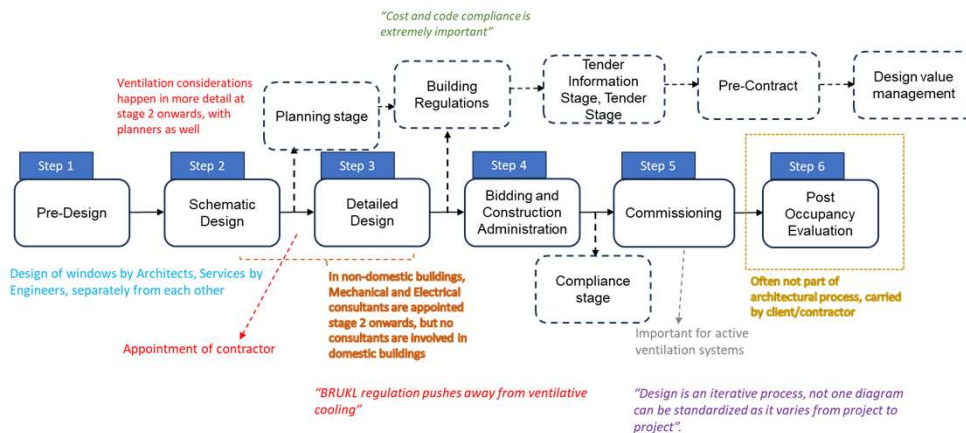 “Cost and code compliance is
extremely important”
Ventilation considerations
happen in more detail at
stage 2 onwards, with
planners as well
Planning stage
Building
Regulations
Tender
Information
Stage, Tender
Stage
Pre-Contract
Design value
management
Step 1
Pre-Design
Step 2
Schematic
Design
Step 3
Detailed
Design
Step 4
Bidding and
Construction
Administration
Step 5
Commissioning
Step 6
Post
Occupancy
Evaluation
Design of windows by Architects, Services by
Engineers, separately from each other
Appointment of contractor
In non-domestic buildings,
Mechanical and Electrical
consultants are appointed
stage 2 onwards, but no
consultants are involved in
domestic buildings
Compliance
stage
Important for active
ventilation systems
Often not part of
architectural process, carried
by client/contractor
“BRUKL regulation pushes away from ventilative
cooling”
“Design is an iterative process, not one diagram
can be standardized as it varies from project to
project”.